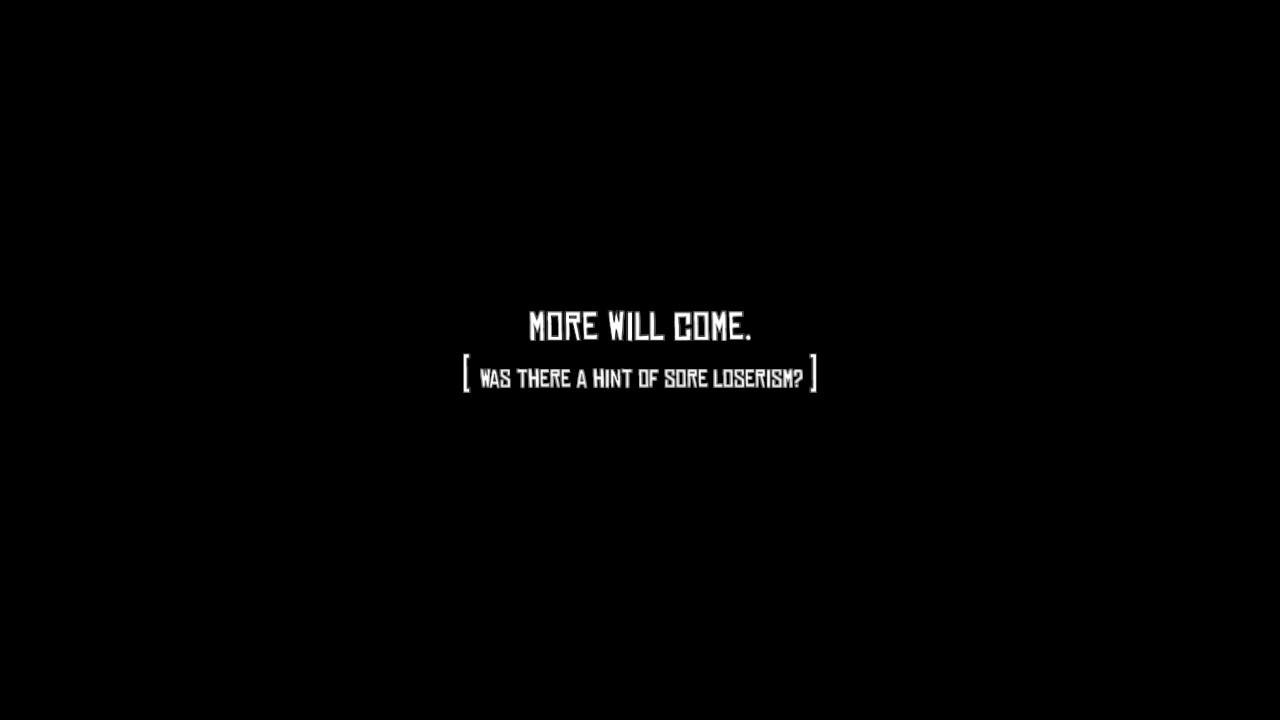 MORE WILL COME.
[ WAS THERE A HINT OF SORE LOSERISM? ]